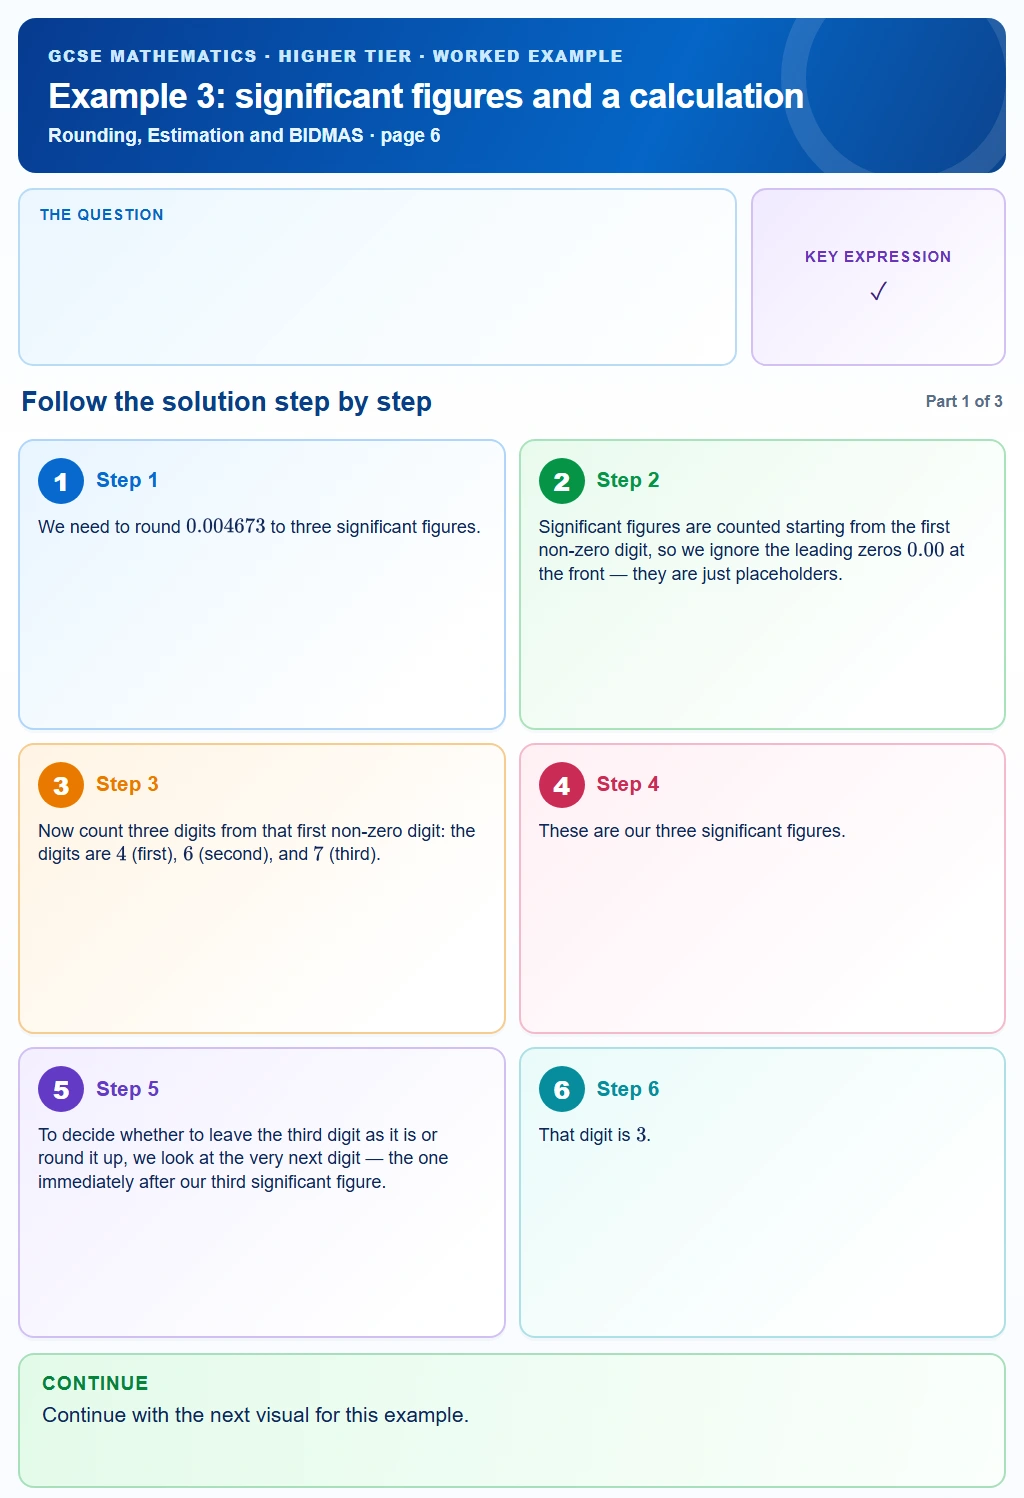 GCSE MATHEMATICS · HIGHER TIER · WORKED EXAMPLE
Example 3: significant figures and a calculation
Rounding, Estimation and BIDMAS · page 6
THE QUESTION
KEY EXPRESSION
✓
Follow the solution step by step
Part 1 of 3
1 Step 1
We need to round 0.004673 to three significant figures.
2 Step 2
Significant figures are counted starting from the first
non-zero digit, so we ignore the leading zeros 0.00 at
the front — they are just placeholders.
3 Step 3
Now count three digits from that first non-zero digit: the
digits are 4 (first), 6 (second), and 7 (third).
4 Step 4
These are our three significant figures.
5 Step 5
To decide whether to leave the third digit as it is or
round it up, we look at the very next digit — the one
immediately after our third significant figure.
6 Step 6
That digit is 3.
CONTINUE
Continue with the next visual for this example.